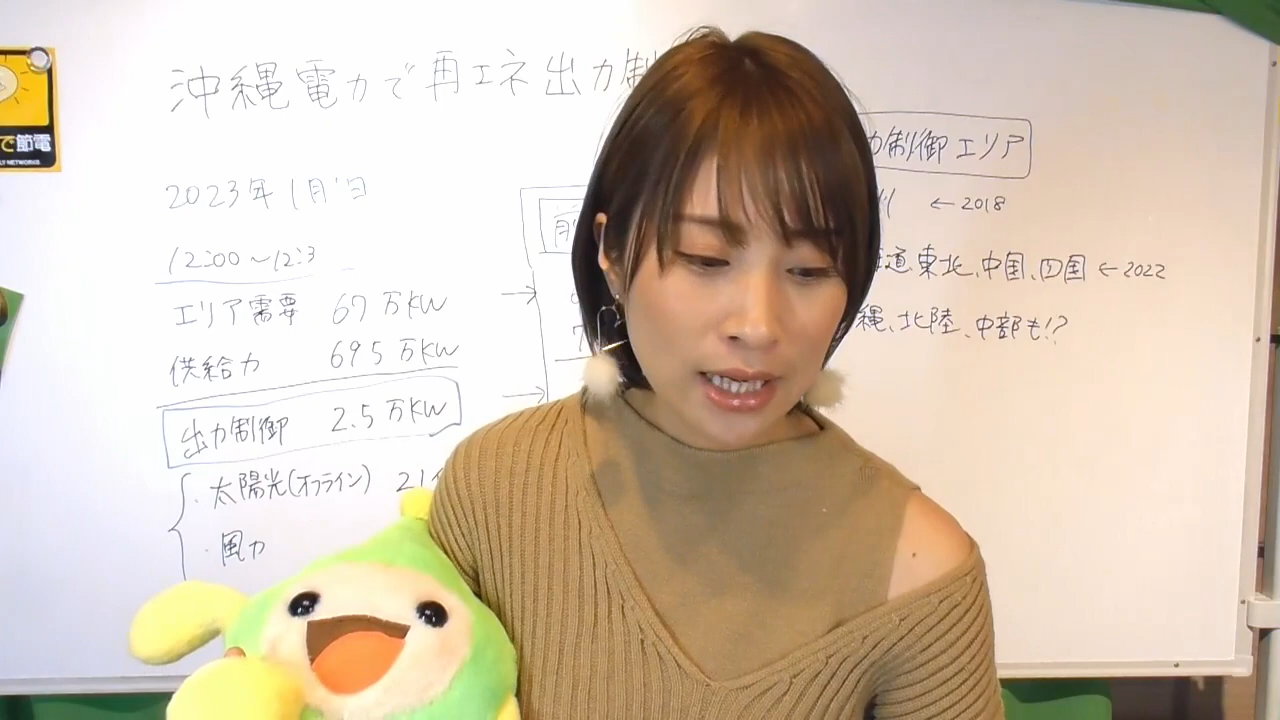 沖縄電力で再エネ出力制
で節電
LY NETWORKS
力制御エリア
2023年1月1日
←2018
前
12:00〜12:3
道、東北、中国、四国 ←2022
エリア需要 67万KW
縄、北陸、中部も!?
供給力 69.5万KW
出力制御 2.5万KW
・太陽光(オフライン) 21
・風力